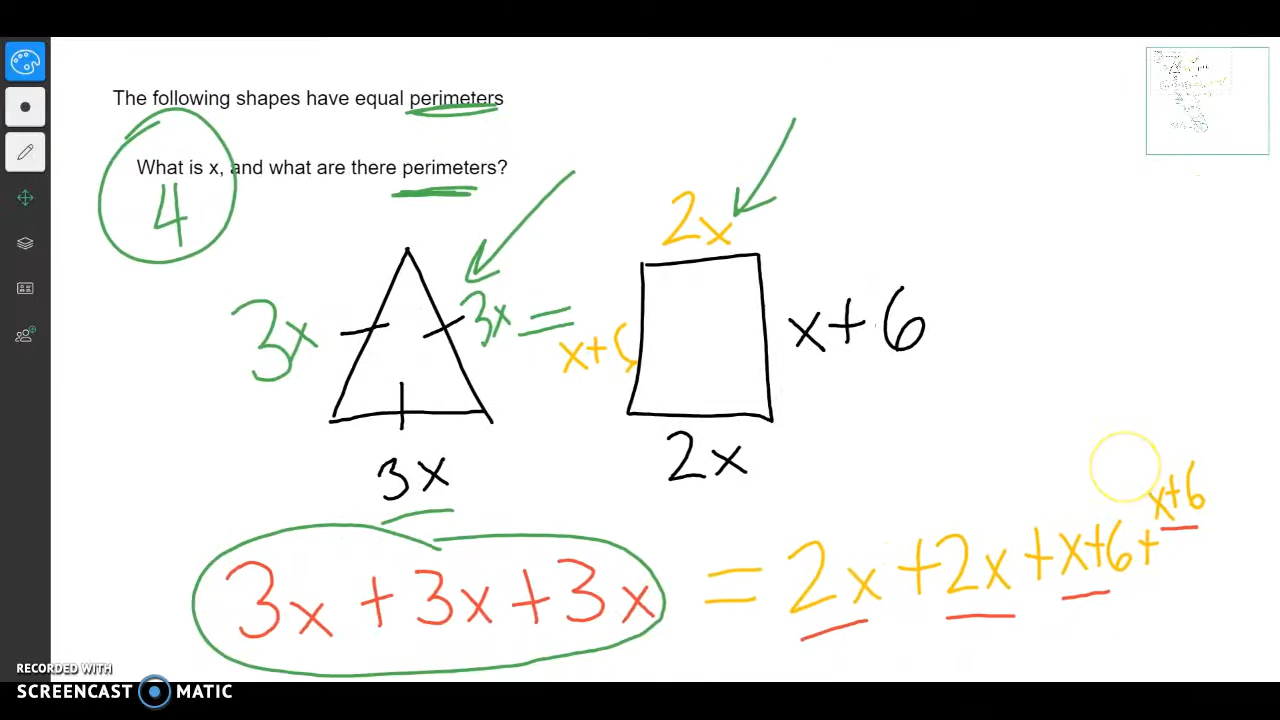 The following shapes have equal perimeters
What is x, and what are there perimeters?
4
2x
3x
3x =
x+6
x+6
3x
2x
x+6
3x + 3x + 3x = 2x + 2x + x+6 +
RECORDED WITH
SCREENCAST MATIC